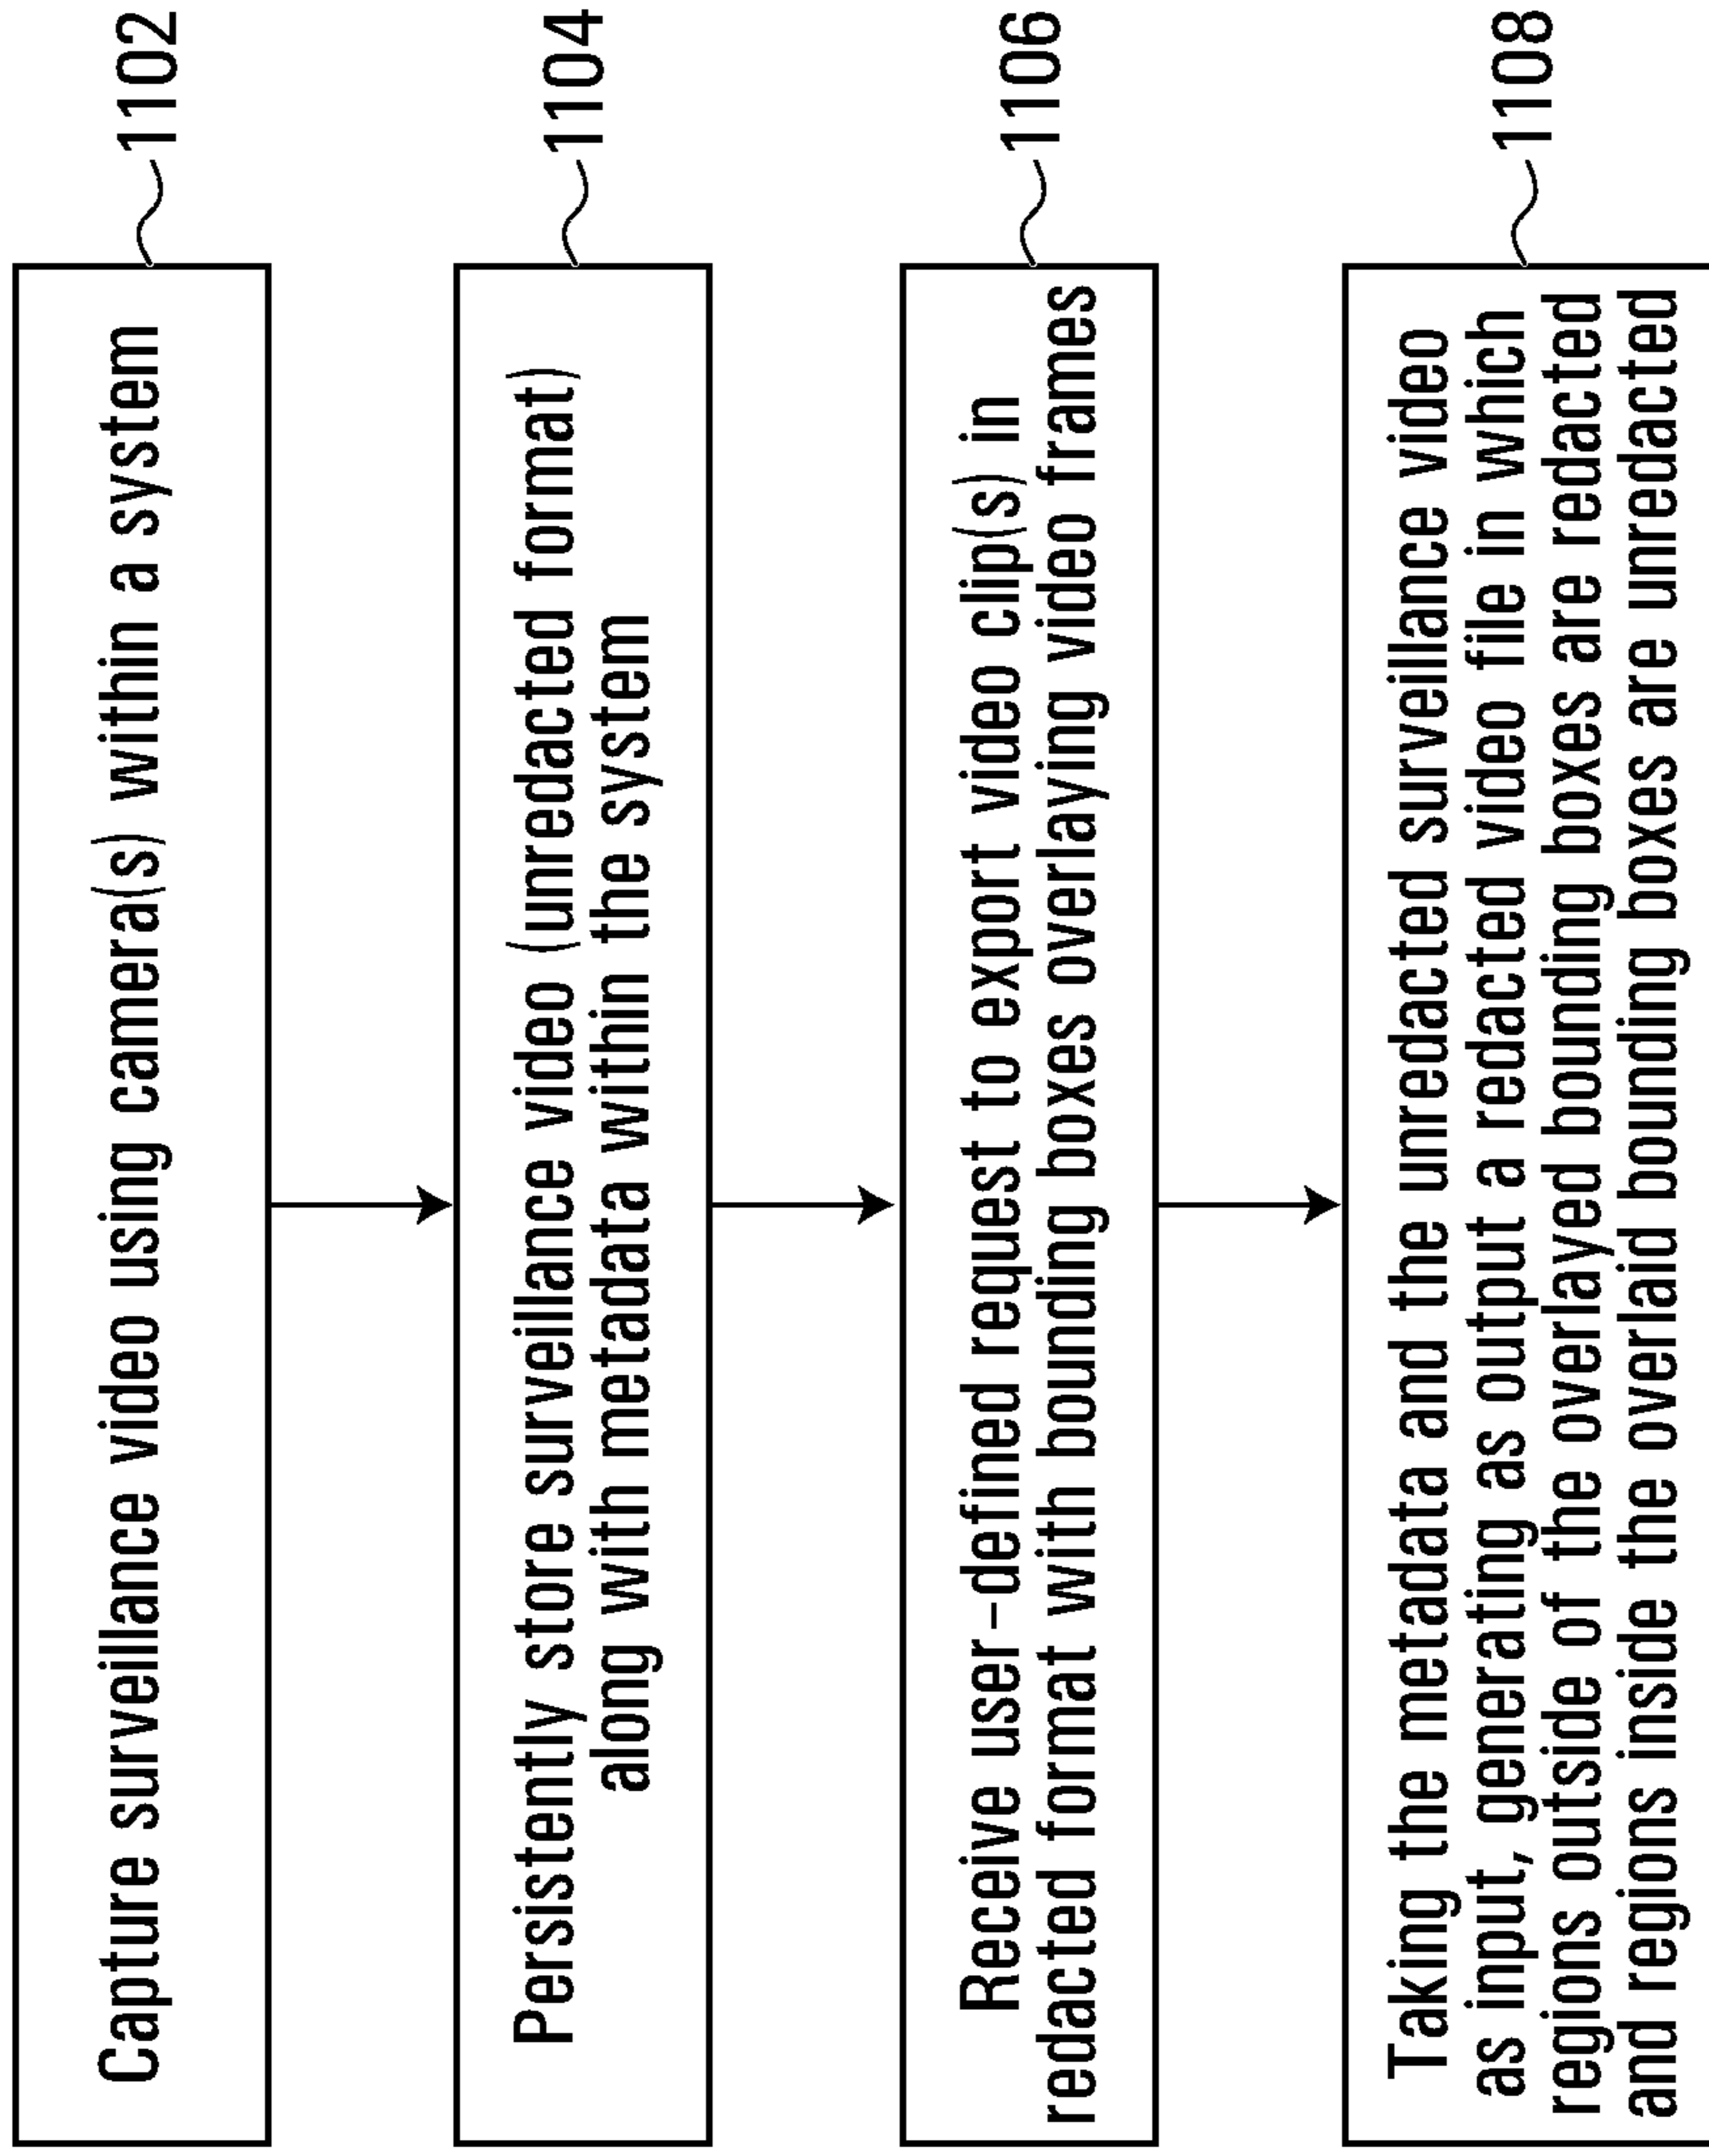 Capture surveillance video using camera(s) within a system
1102
Persistently store surveillance video (unredacted format)
along with metadata within the system
1104
Receive user-defined request to export video clip(s) in
redacted format with bounding boxes overlaying video frames
1106
Taking the metadata and the unredacted surveillance video
as input, generating as output a redacted video file in which
regions outside of the overlayed bounding boxes are redacted
and regions inside the overlaid bounding boxes are unredacted
1108